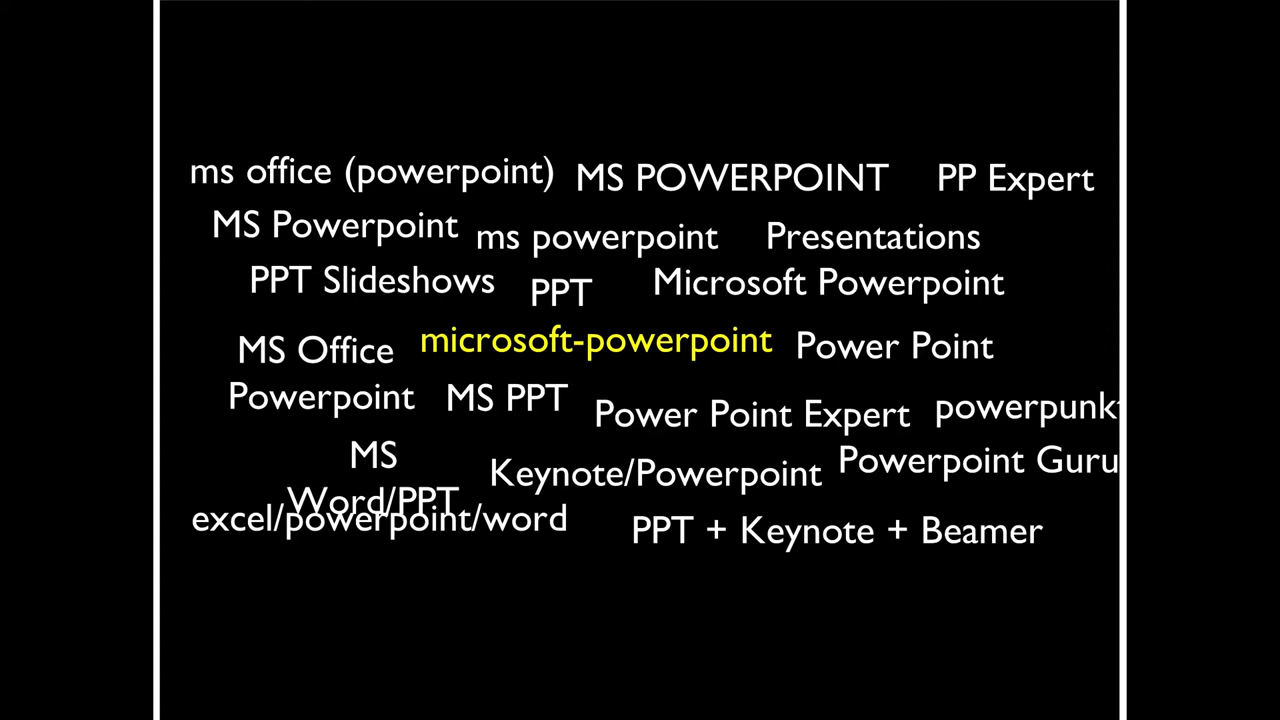 ms office (powerpoint) MS POWERPOINT PP Expert
MS Powerpoint ms powerpoint Presentations
PPT Slideshows PPT Microsoft Powerpoint
MS Office microsoft-powerpoint Power Point
Powerpoint MS PPT Power Point Expert powerpunkt
MS Keynote/Powerpoint Powerpoint Guru
Word/PPT
excel/powerpoint/word PPT + Keynote + Beamer